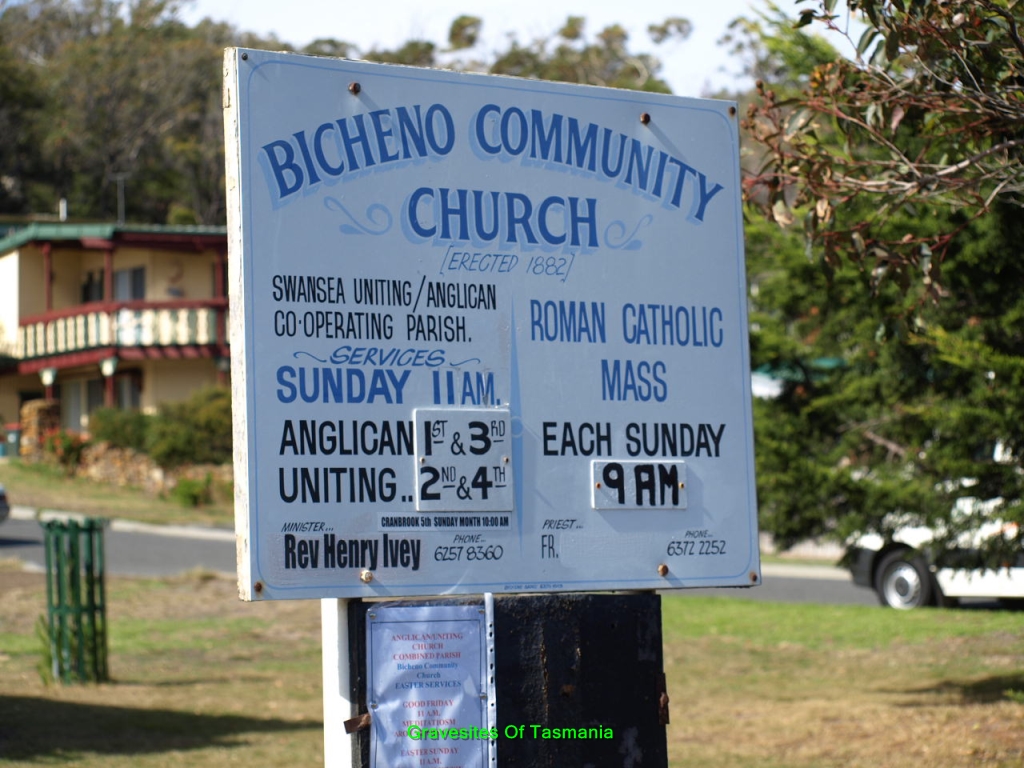 BICHENO COMMUNITY
CHURCH
[ERECTED 1882]
SWANSEA UNITING/ANGLICAN
CO-OPERATING PARISH.
SERVICES
SUNDAY 11 AM.
ANGLICAN 1ST & 3RD
UNITING.. 2ND & 4TH
CRANBROOK 5th SUNDAY MONTH 10:00 AM
MINISTER...
Rev Henry Ivey
PHONE...
6257 8360
ROMAN CATHOLIC
MASS
EACH SUNDAY
9 AM
PRIEST...
FR.
PHONE...
6372 2252
ANGLICAN/UNITING
CHURCH
COMBINED PARISH
Bicheno Community
Church
EASTER SERVICES
GOOD FRIDAY
11 A.M.
EASTER SUNDAY
11A.M.
Gravesites Of Tasmania